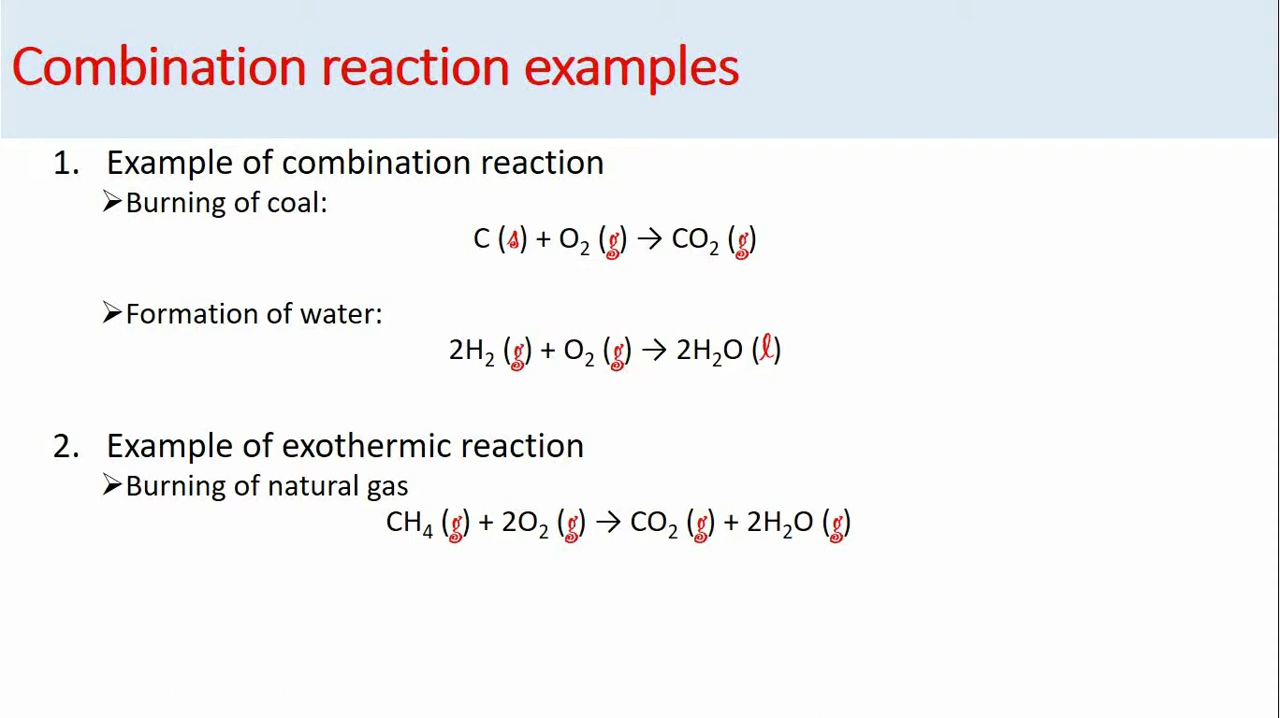 Combination reaction examples
1. Example of combination reaction
➢Burning of coal:
C (s) + O₂ (g) → CO₂ (g)
➢Formation of water:
2H₂ (g) + O₂ (g) → 2H₂O (l)
2. Example of exothermic reaction
➢Burning of natural gas
CH₄ (g) + 2O₂ (g) → CO₂ (g) + 2H₂O (g)